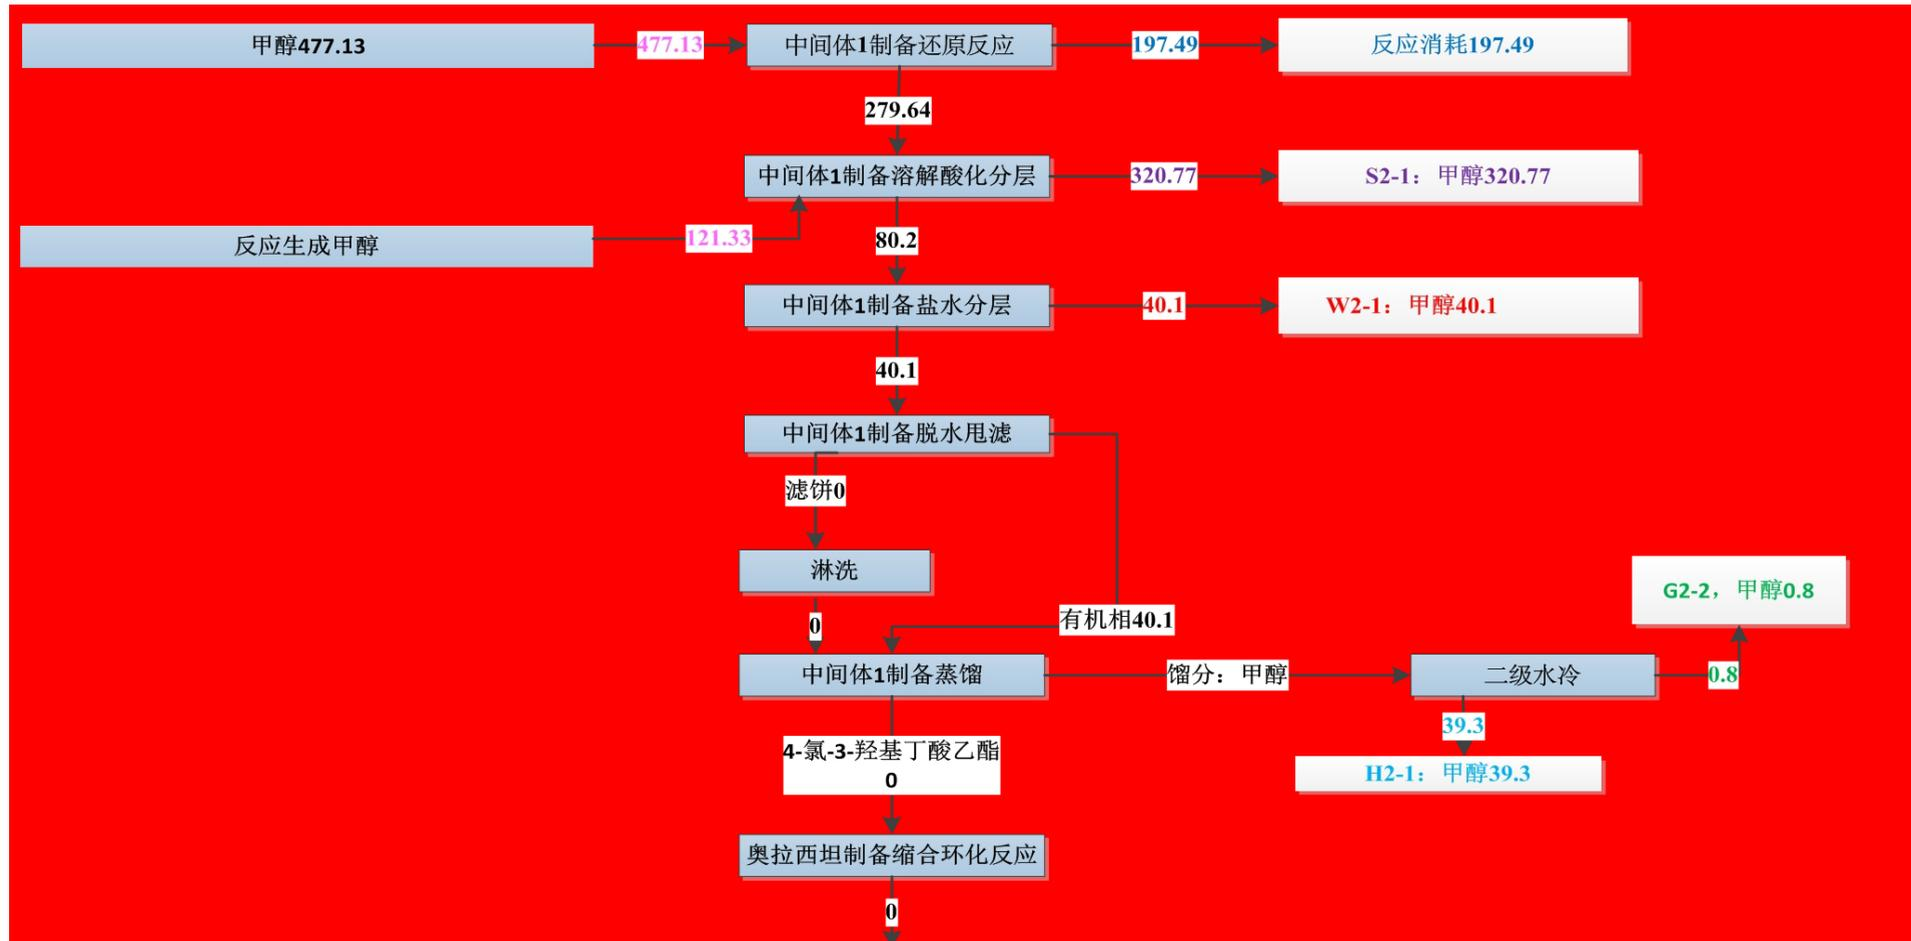 甲醇477.13
477.13
中间体1制备还原反应
197.49
反应消耗197.49
279.64
中间体1制备溶解酸化分层
320.77
S2-1：甲醇320.77
反应生成甲醇
121.33
80.2
中间体1制备盐水分层
40.1
W2-1：甲醇40.1
40.1
中间体1制备脱水甩滤
滤饼0
淋洗
G2-2，甲醇0.8
0
有机相40.1
中间体1制备蒸馏
馏分：甲醇
二级水冷
0.8
39.3
4-氯-3-羟基丁酸乙酯
0
H2-1：甲醇39.3
奥拉西坦制备缩合环化反应
0